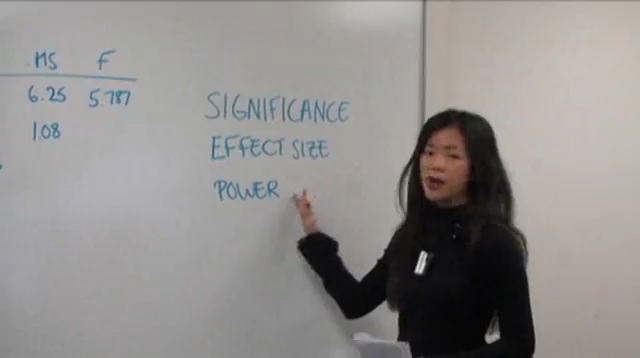 MS F
6.25 5.787
1.08
SIGNIFICANCE
EFFECT SIZE
POWER